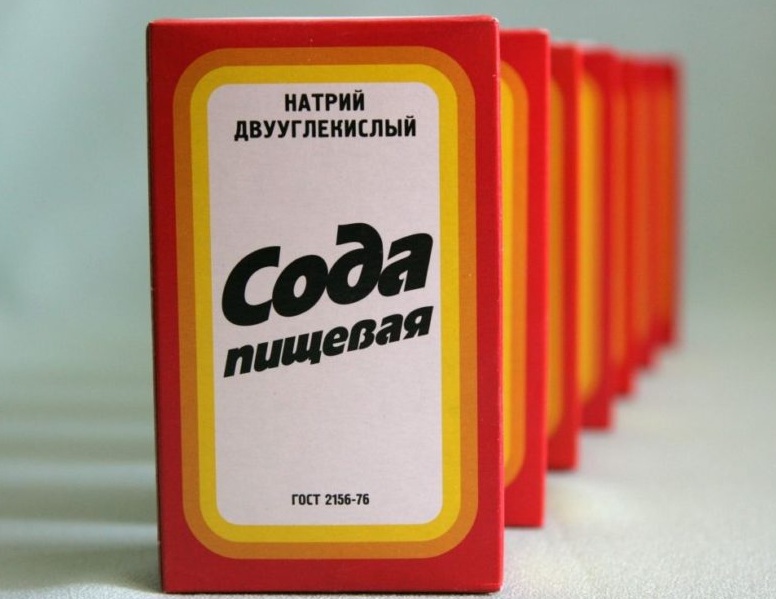 НАТРИЙ
ДВУУГЛЕКИСЛЫЙ
Сода
пищевая
ГОСТ 2156-76